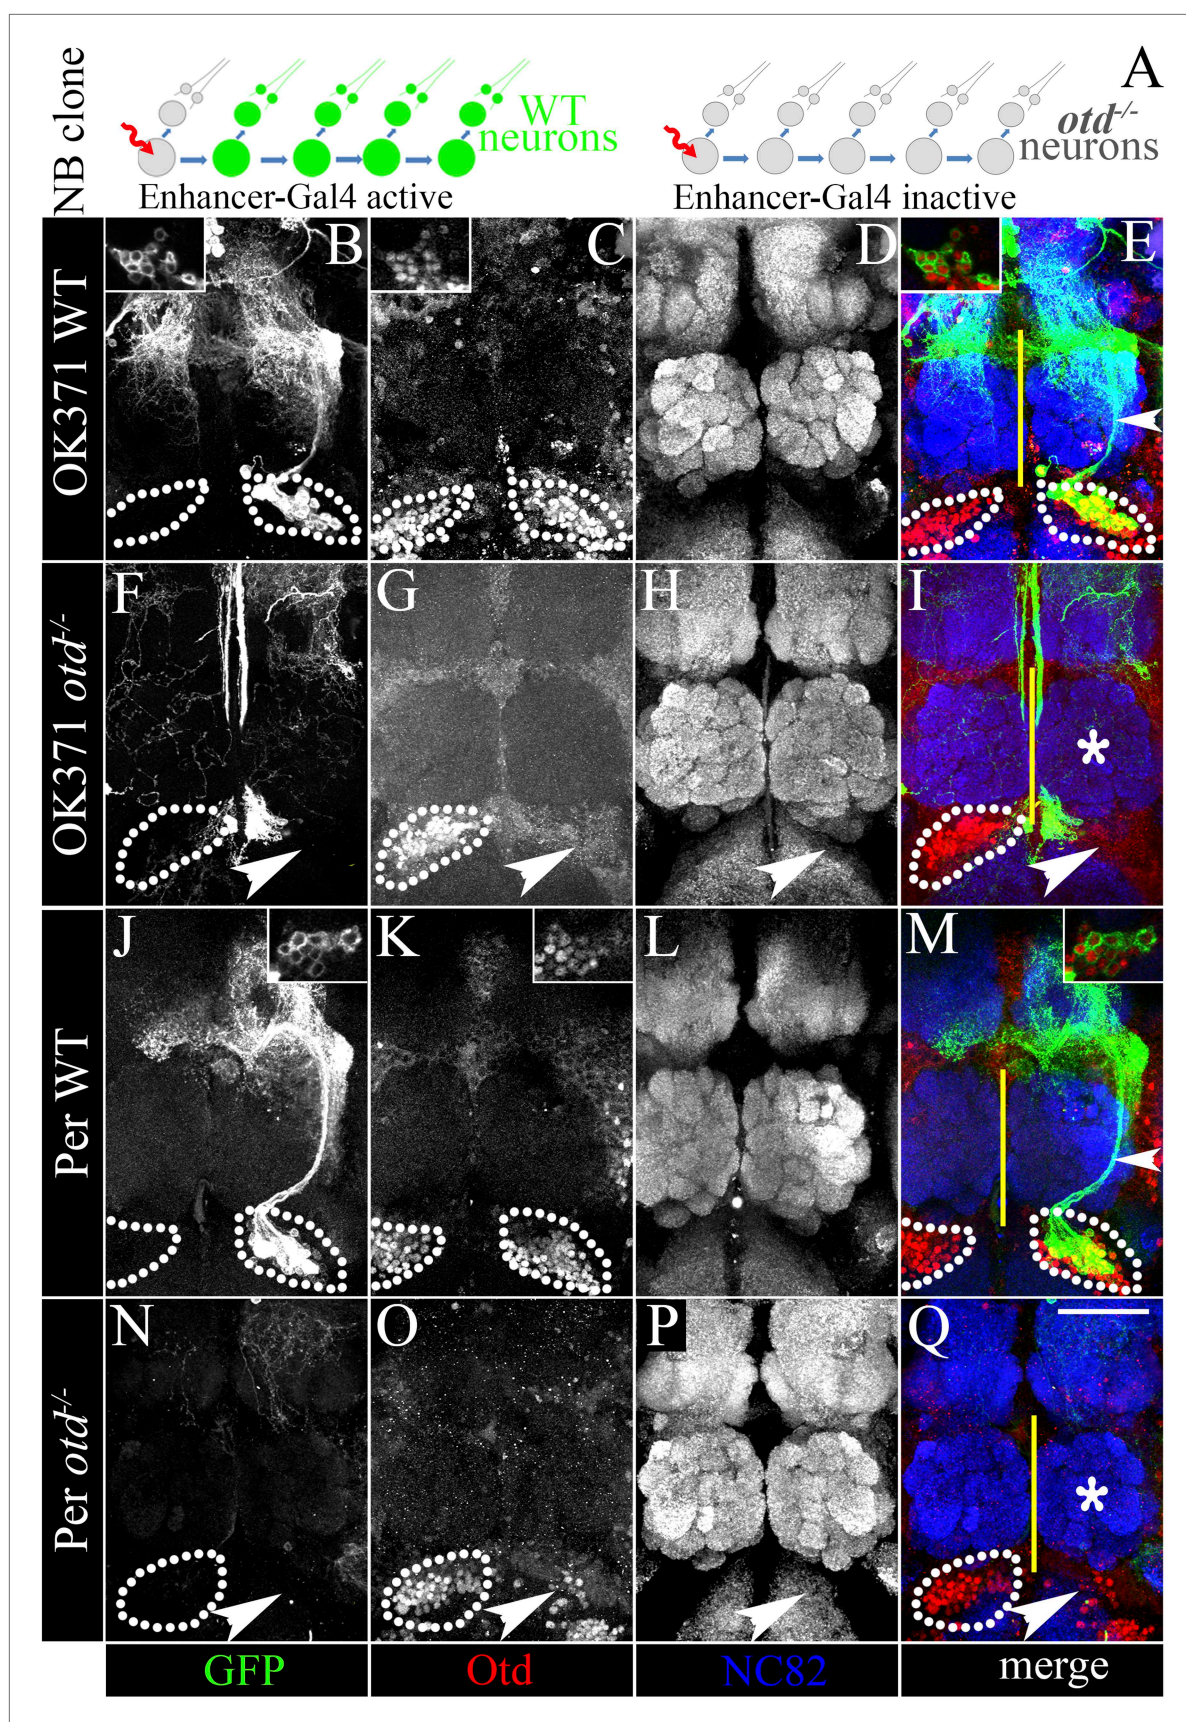 NB clone
A
WT
neurons
otd-/-
neurons
Enhancer-Gal4 active
Enhancer-Gal4 inactive
OK371 WT
B
C
D
E
OK371 otd-/-
F
G
H
I
*
Per WT
J
K
L
M
Per otd-/-
N
O
P
Q
*
GFP
Otd
NC82
merge